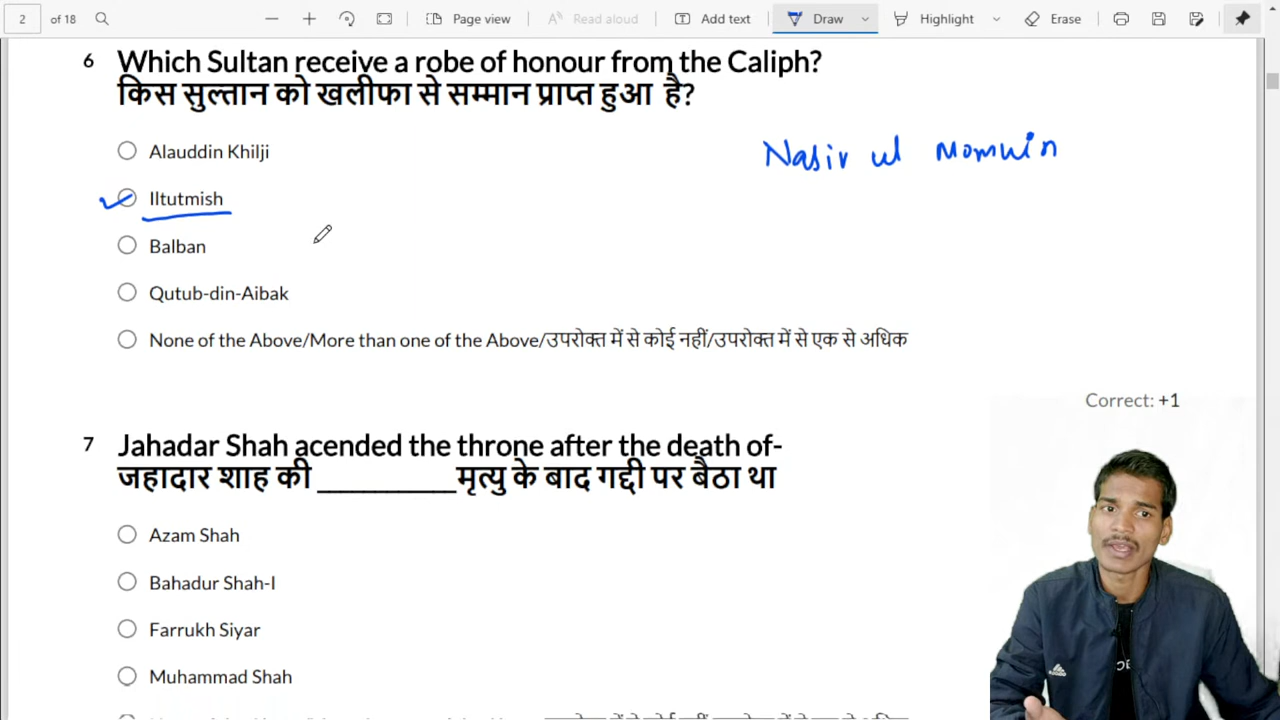 2 of 18 Page view Read aloud Add text Draw Highlight Erase
6 Which Sultan receive a robe of honour from the Caliph?
किस सुल्तान को खलीफा से सम्मान प्राप्त हुआ है?
Alauddin Khilji
Nasir ul Momnin
Iltutmish
Balban
Qutub-din-Aibak
None of the Above/More than one of the Above/उपरोक्त में से कोई नहीं/उपरोक्त में से एक से अधिक
Correct: +1
7 Jahadar Shah acended the throne after the death of-
जहादार शाह की __________ मृत्यु के बाद गद्दी पर बैठा था
Azam Shah
Bahadur Shah-I
Farrukh Siyar
Muhammad Shah